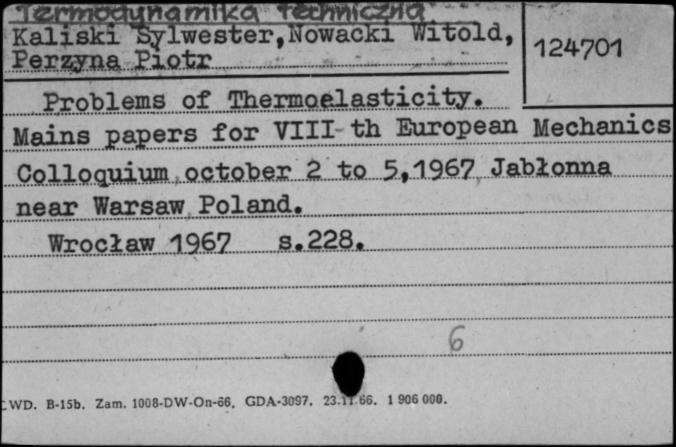 Termodynamika techniczna
Kaliski Sylwester,Nowacki Witold,
Perzyna Piotr
124701
Problems of Thermoelasticity.
Mains papers for VIII-th European Mechanics
Colloquium october 2 to 5,1967 Jabłonna
near Warsaw Poland.
Wrocław 1967 s.228.
6
WD. B-15b. Zam. 1008-DW-On-66. GDA-3097. 23.11.66. 1 906 000.